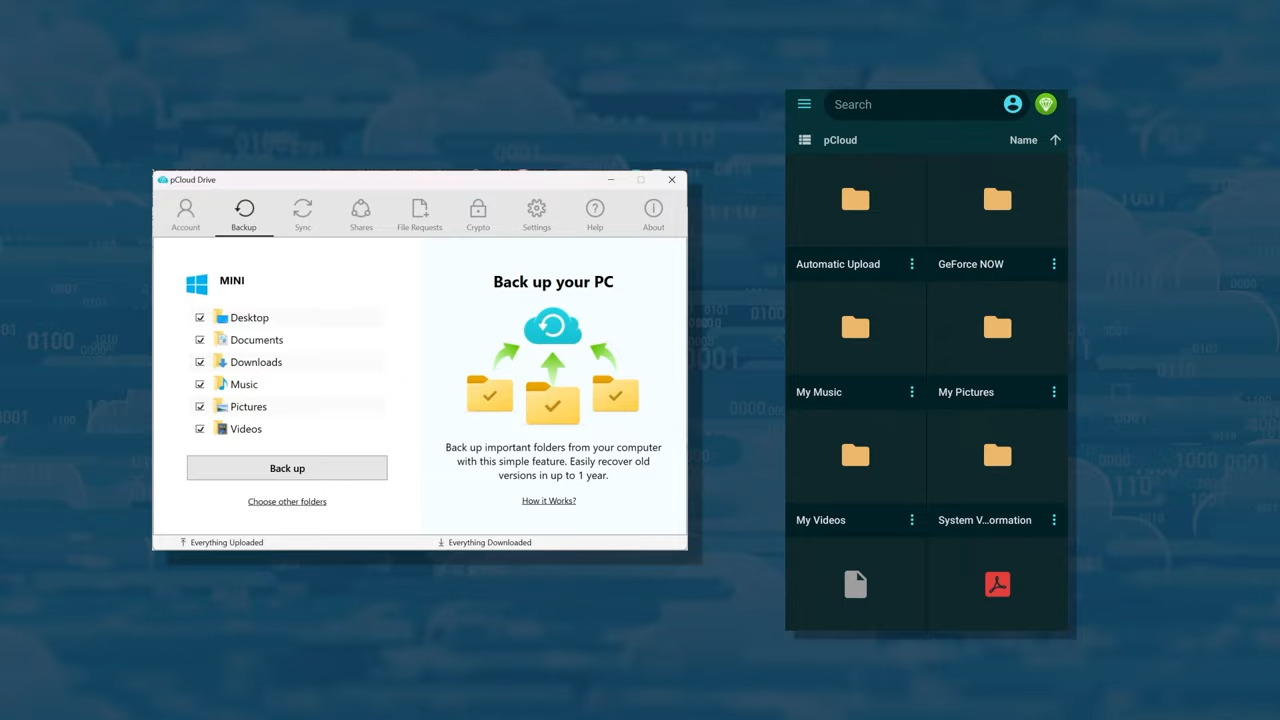 pCloud Drive
Account
Backup
Sync
Shares
File Requests
Crypto
Settings
Help
About
MINI
Desktop
Documents
Downloads
Music
Pictures
Videos
Back up
Choose other folders
Back up your PC
Back up important folders from your computer
with this simple feature. Easily recover old
versions in up to 1 year.
How it Works?
Everything Uploaded
Everything Downloaded
Search
pCloud
Name
Automatic Upload
GeForce NOW
My Music
My Pictures
My Videos
System V...ormation